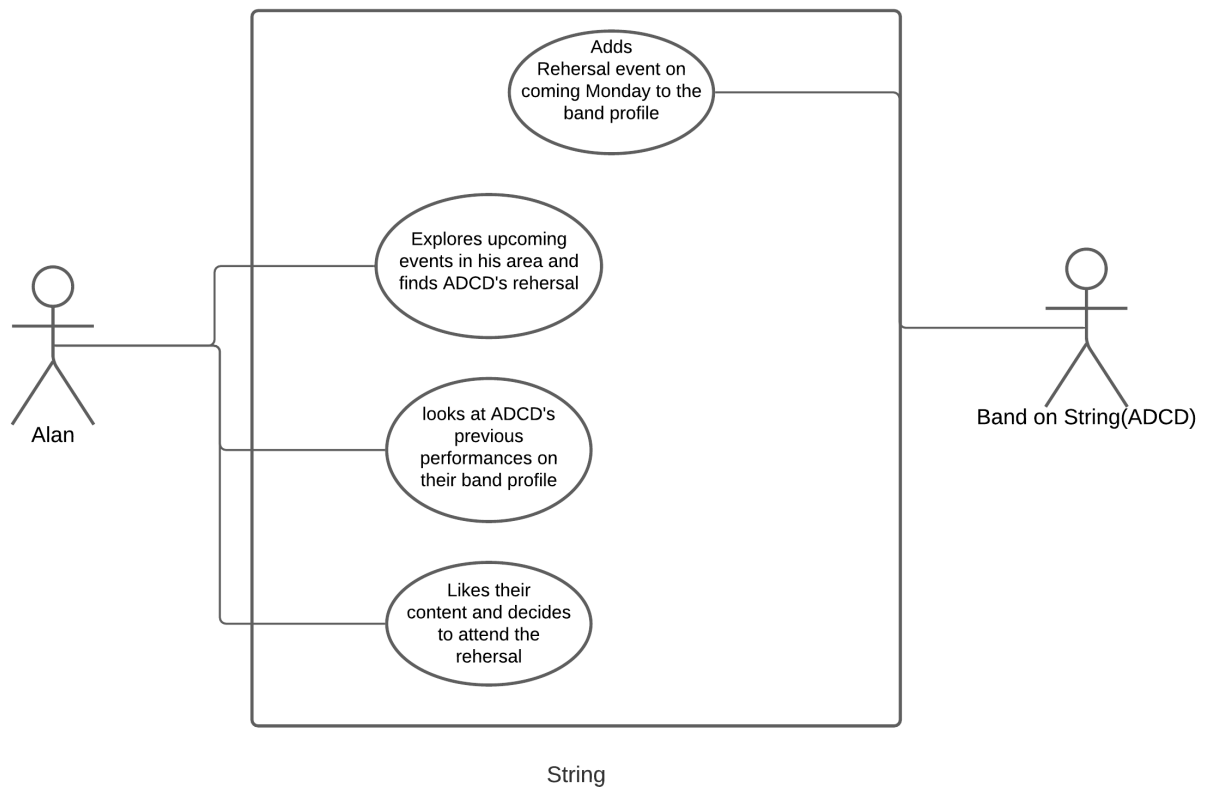 Adds
Rehersal event on
coming Monday to the
band profile
Explores upcoming
events in his area and
finds ADCD's rehersal
looks at ADCD's
previous
performances on
their band profile
Likes their
content and decides
to attend the
rehersal
Alan
Band on String(ADCD)
String